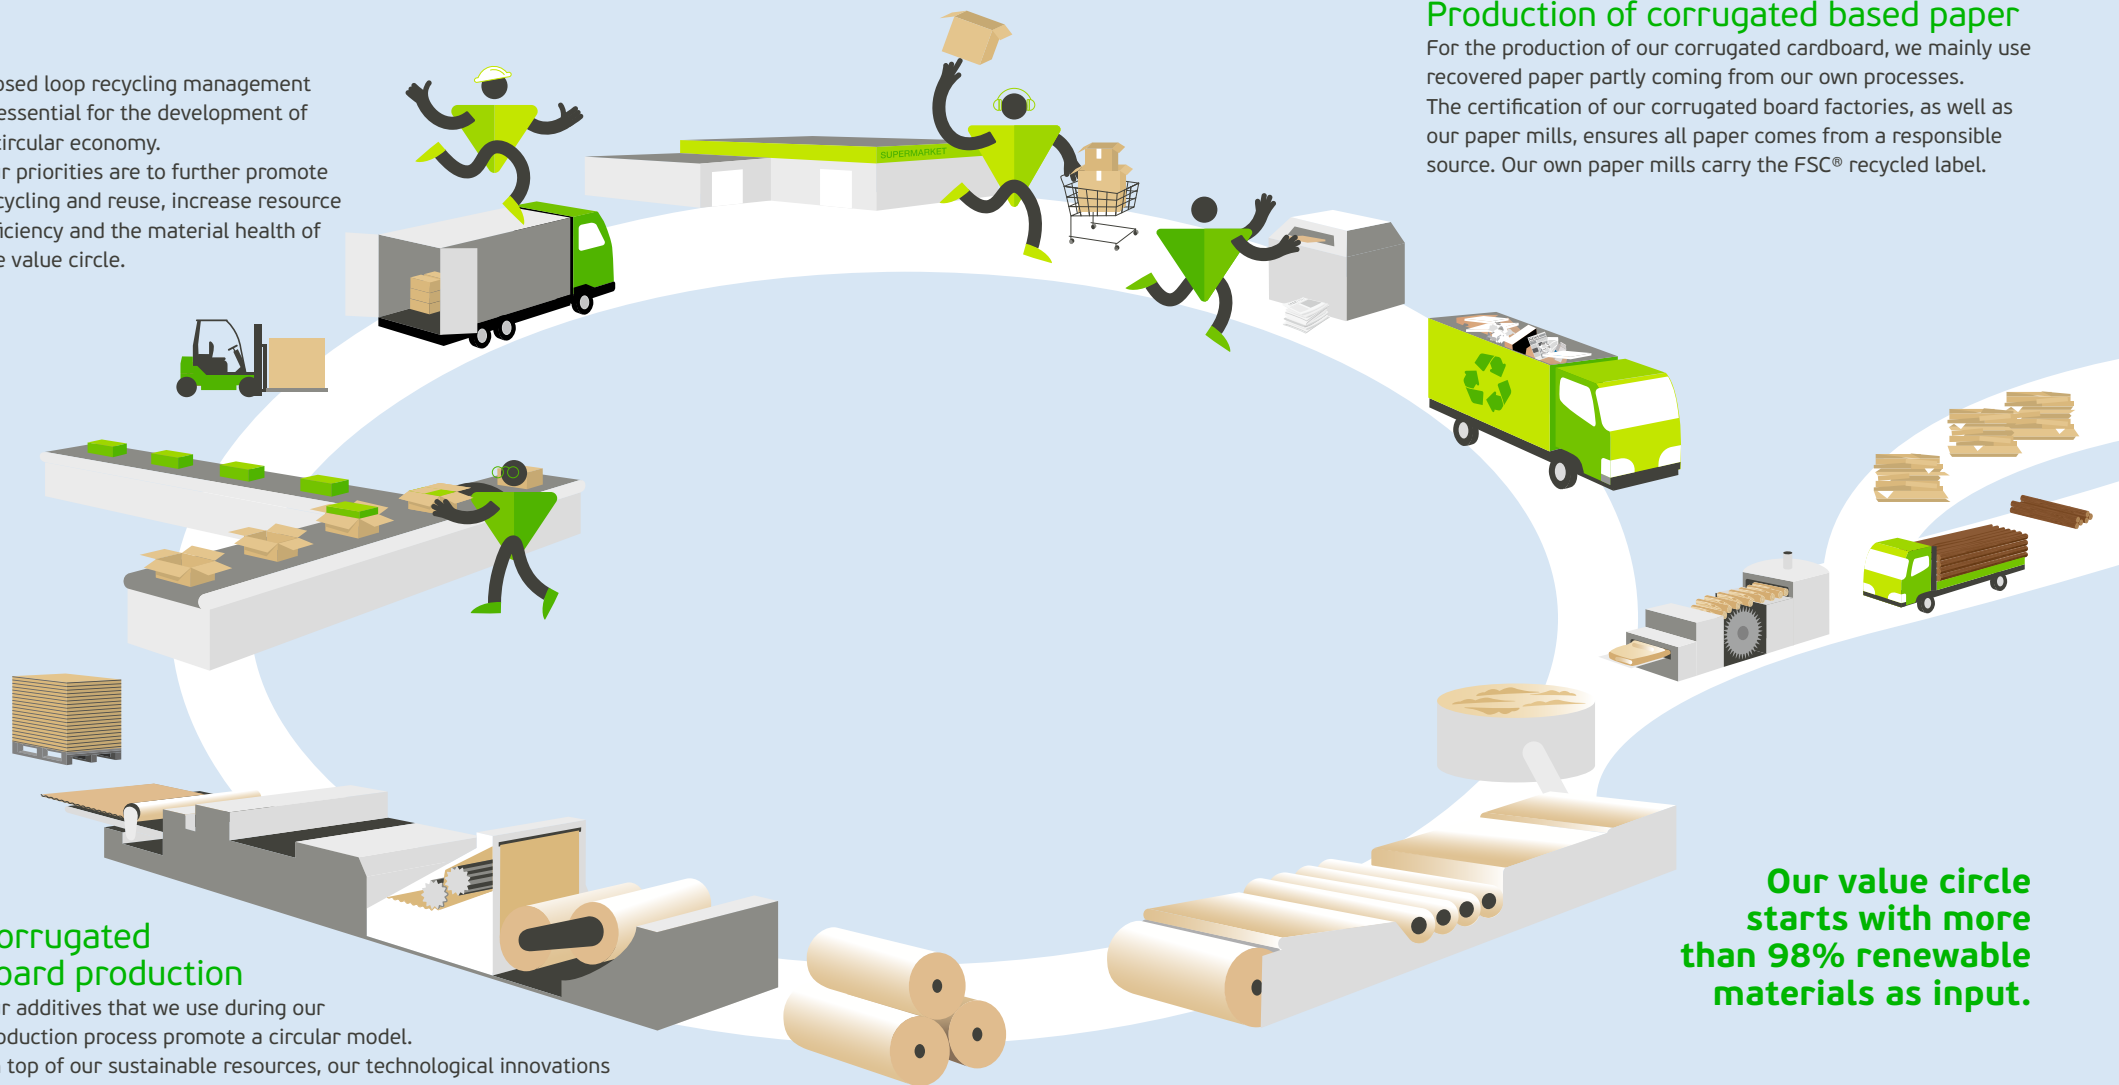 osed loop recycling management
essential for the development of
circular economy.
r priorities are to further promote
cycling and reuse, increase resource
ficiency and the material health of
e value circle.
SUPERMARKET
Production of corrugated based paper
For the production of our corrugated cardboard, we mainly use
recovered paper partly coming from our own processes.
The certification of our corrugated board factories, as well as
our paper mills, ensures all paper comes from a responsible
source. Our own paper mills carry the FSC® recycled label.
Our value circle
starts with more
than 98% renewable
materials as input.
orrugated
oard production
r additives that we use during our
oduction process promote a circular model.
top of our sustainable resources, our technological innovations